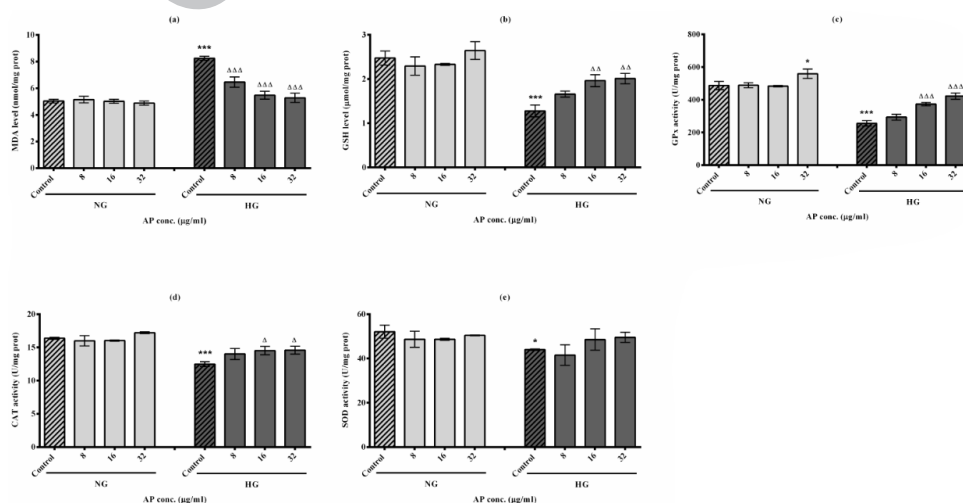 (a)
MDA level (nmol/mg prot)
10
8
6
4
2
0
***
ΔΔΔ
ΔΔΔ
ΔΔΔ
Control 8 16 32 Control 8 16 32
NG HG
AP conc. (μg/ml)
(b)
GSH level (μmol/mg prot)
3
2
1
0
***
ΔΔ
ΔΔ
Control 8 16 32 Control 8 16 32
NG HG
AP conc. (μg/ml)
(c)
GPx activity (U/mg prot)
800
600
400
200
0
*
***
ΔΔΔ
ΔΔΔ
Control 8 16 32 Control 8 16 32
NG HG
AP conc. (μg/ml)
(d)
CAT activity (U/mg prot)
20
15
10
5
0
***
Δ
Δ
Control 8 16 32 Control 8 16 32
NG HG
AP conc. (μg/ml)
(e)
SOD activity (U/mg prot)
60
40
20
0
*
Control 8 16 32 Control 8 16 32
NG HG
AP conc. (μg/ml)